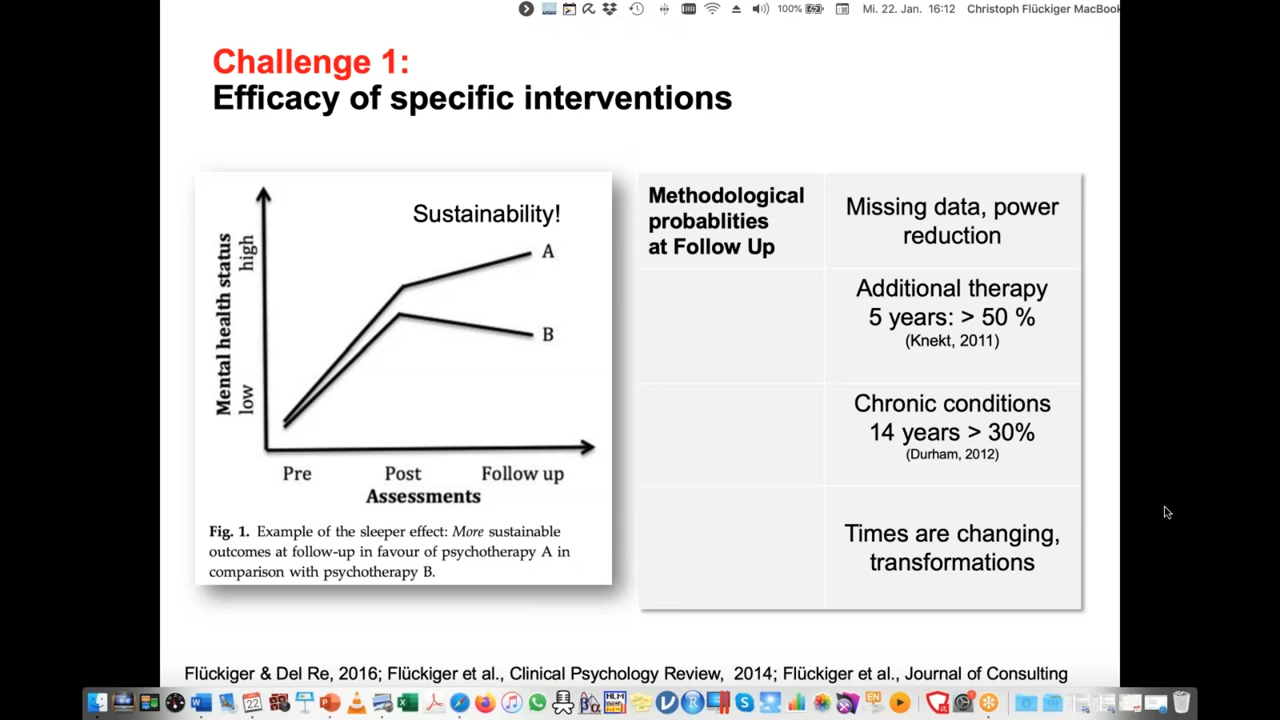 100%
Mi. 22. Jan. 16:12
Christoph Flückiger MacBook
Challenge 1:
Efficacy of specific interventions
Sustainability!
Mental health status
high
low
A
B
Pre
Post
Follow up
Assessments
Fig. 1. Example of the sleeper effect: More sustainable
outcomes at follow-up in favour of psychotherapy A in
comparison with psychotherapy B.
Methodological
probablities
at Follow Up
Missing data, power
reduction
Additional therapy
5 years: > 50 %
(Knekt, 2011)
Chronic conditions
14 years > 30%
(Durham, 2012)
Times are changing,
transformations
Flückiger & Del Re, 2016; Flückiger et al., Clinical Psychology Review, 2014; Flückiger et al., Journal of Consulting
22
HLM
EN